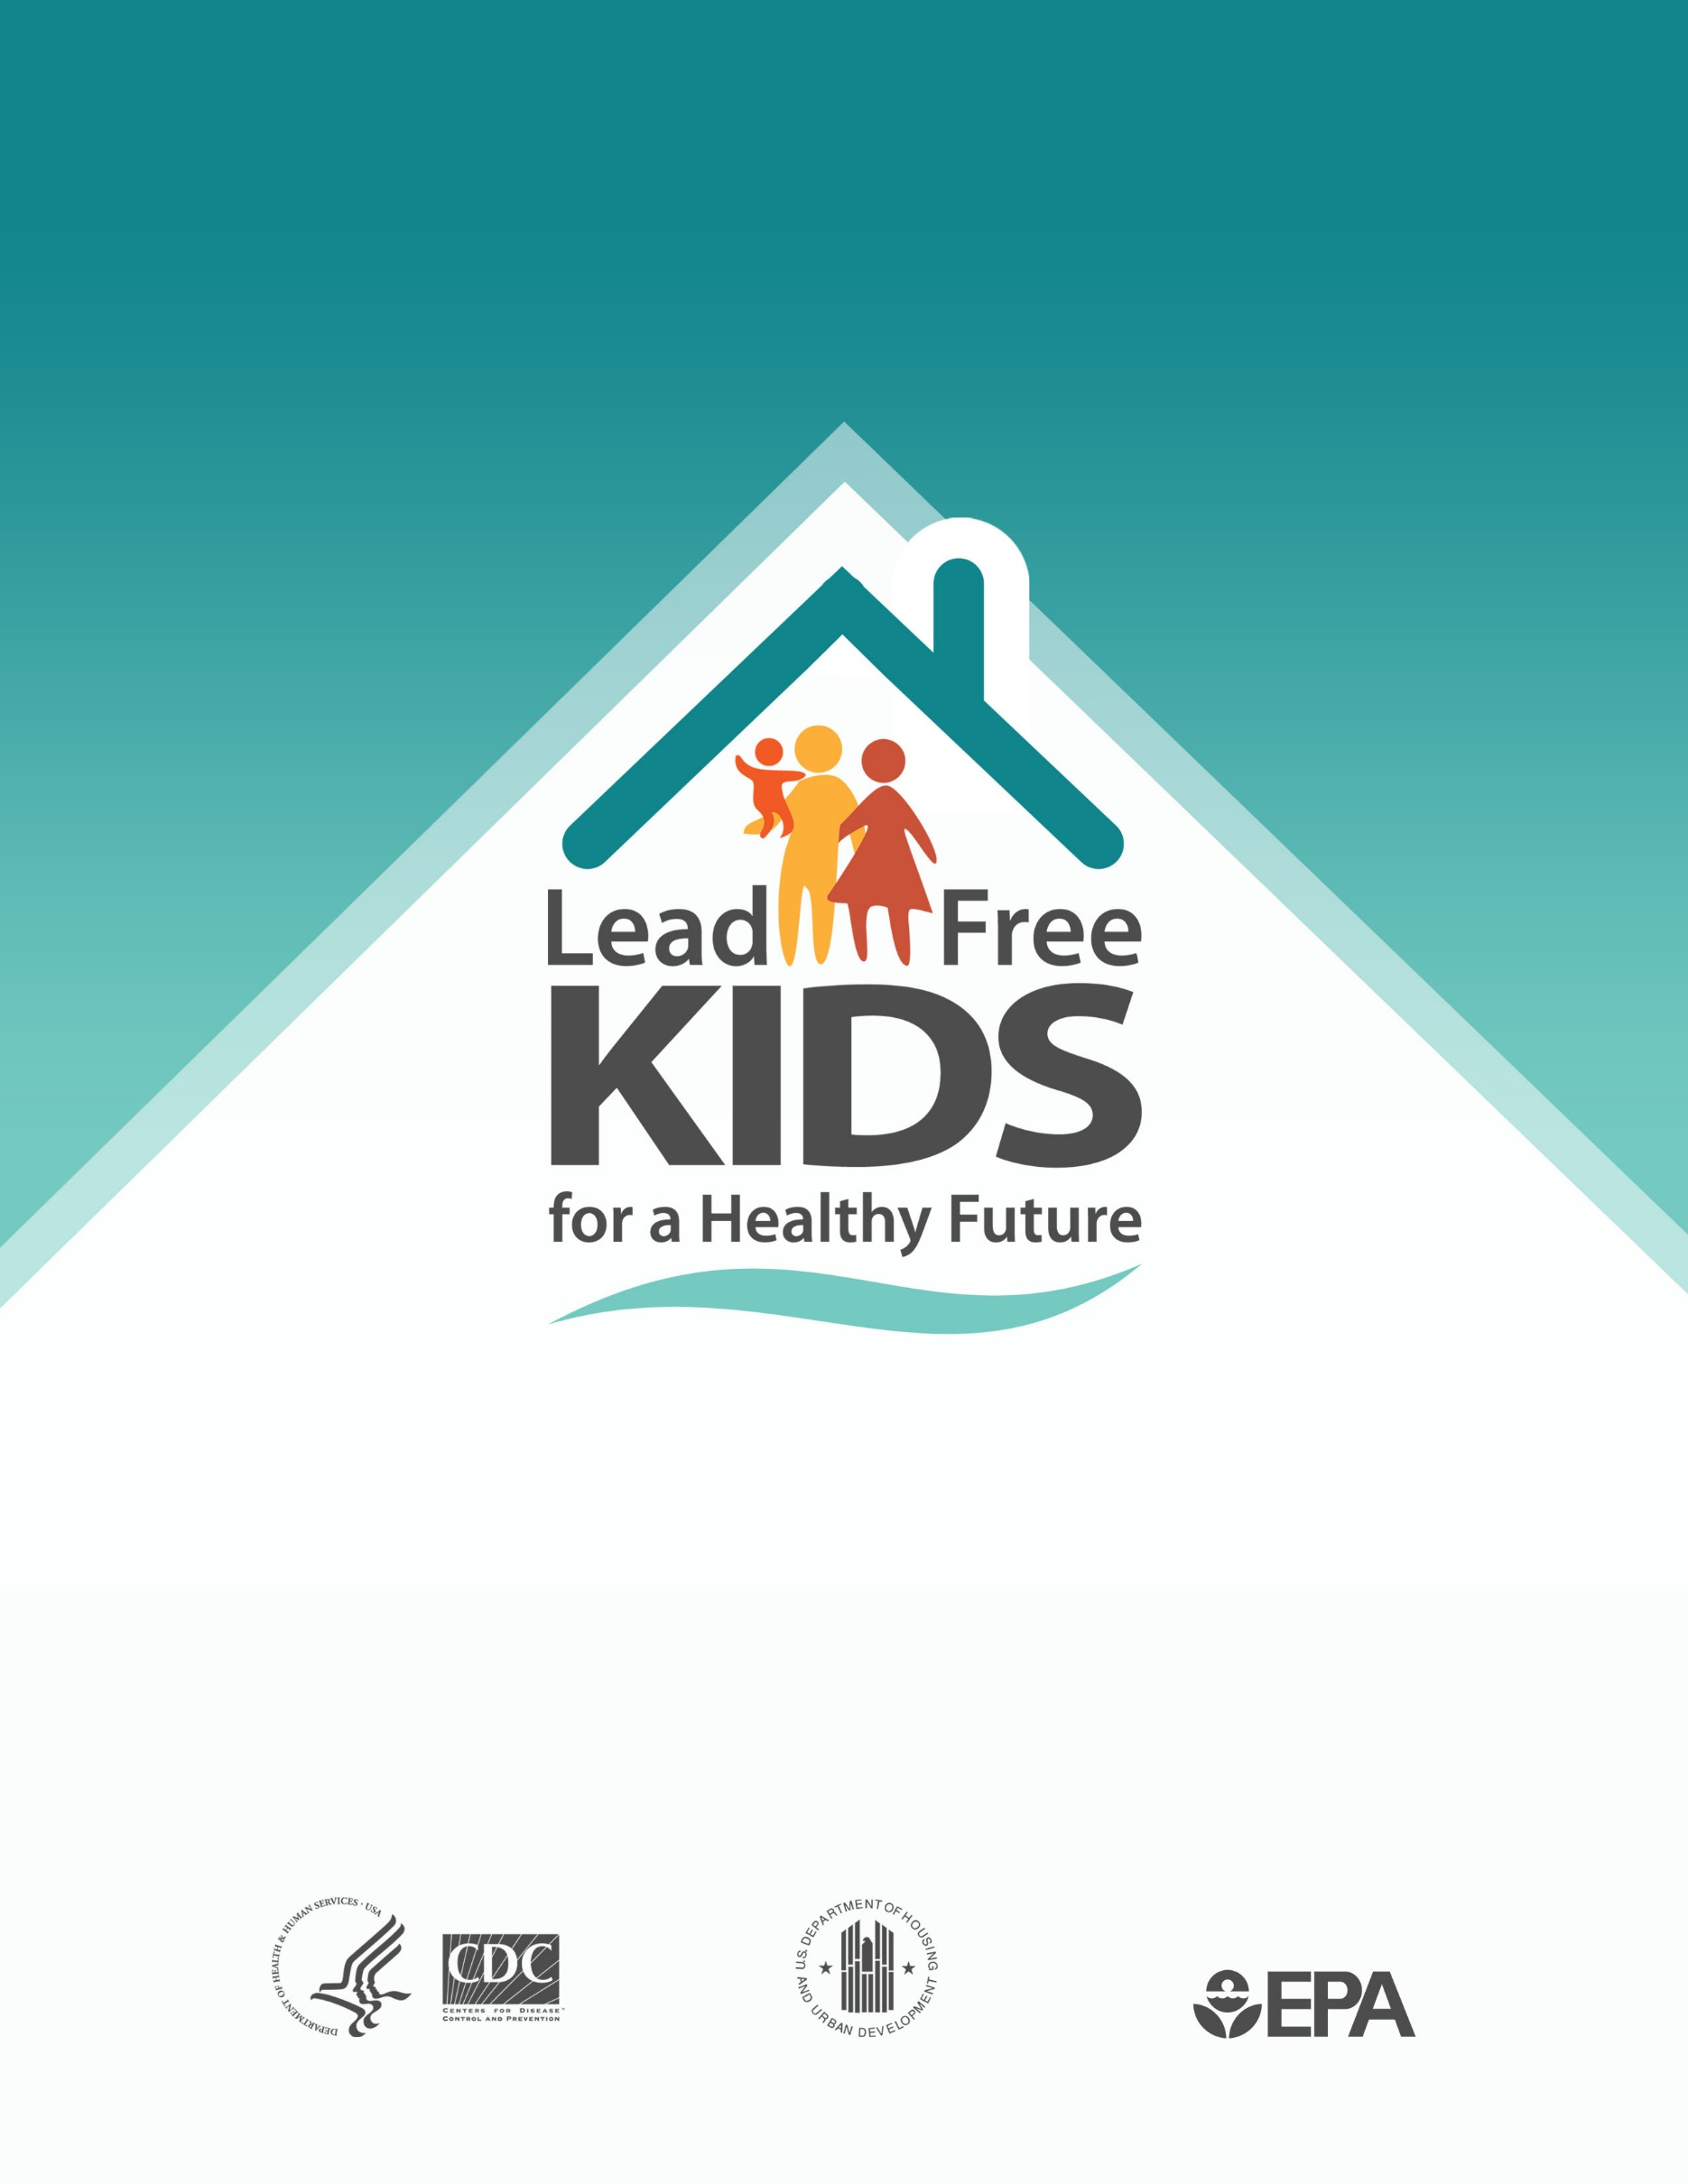 Lead Free
KIDS
for a Healthy Future
DEPARTMENT OF HEALTH & HUMAN SERVICES · USA
CDC
CENTERS FOR DISEASE™
CONTROL AND PREVENTION
U.S. DEPARTMENT OF HOUSING
AND URBAN DEVELOPMENT
EPA